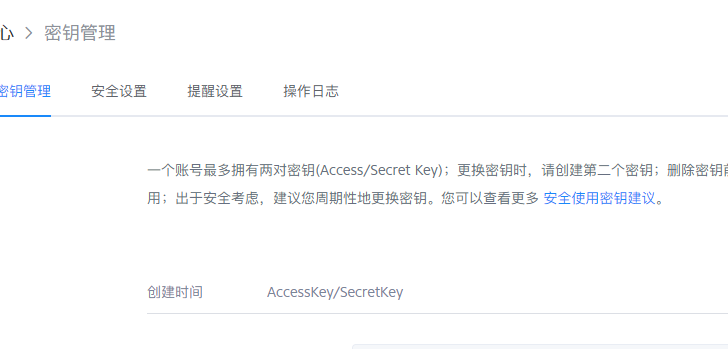 心 > 密钥管理
密钥管理 安全设置 提醒设置 操作日志
一个账号最多拥有两对密钥(Access/Secret Key)；更换密钥时，请创建第二个密钥；删除密钥前
用；出于安全考虑，建议您周期性地更换密钥。您可以查看更多 安全使用密钥建议。
创建时间 AccessKey/SecretKey